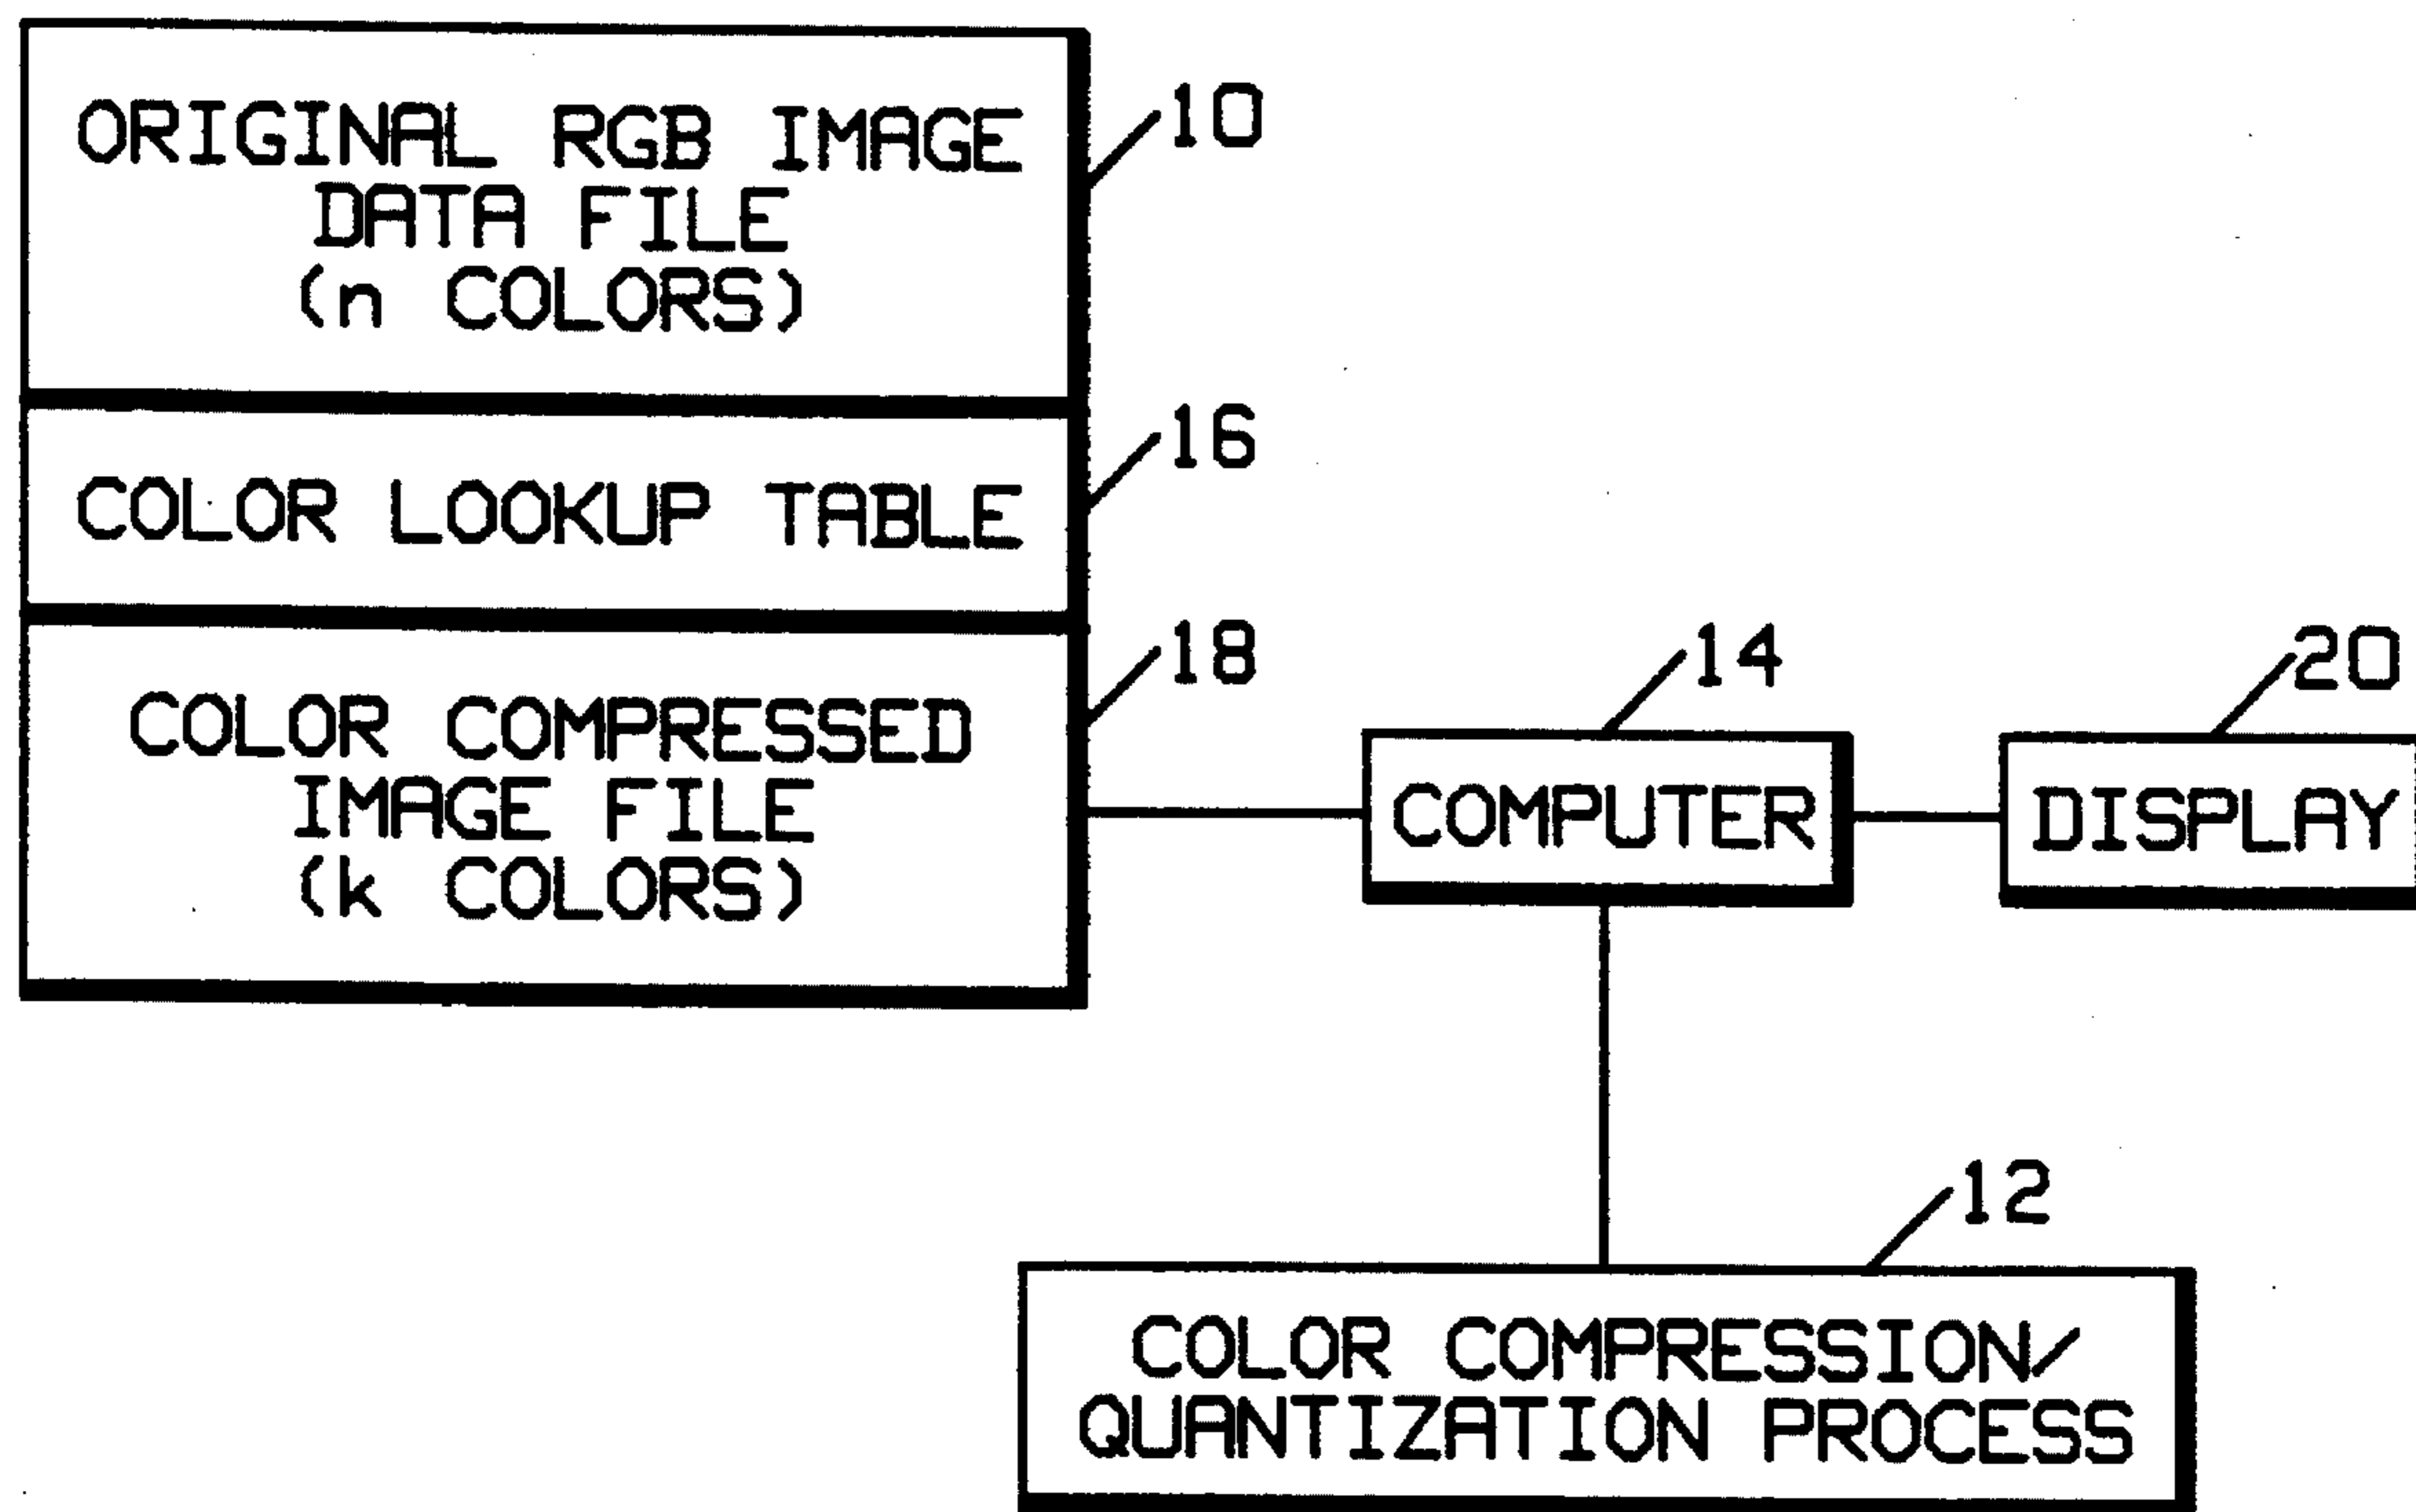 ORIGINAL RGB IMAGE
DATA FILE
(n COLORS)
10
COLOR LOOKUP TABLE
16
COLOR COMPRESSED
IMAGE FILE
(k COLORS)
18
COMPUTER
14
DISPLAY
20
COLOR COMPRESSION/
QUANTIZATION PROCESS
12